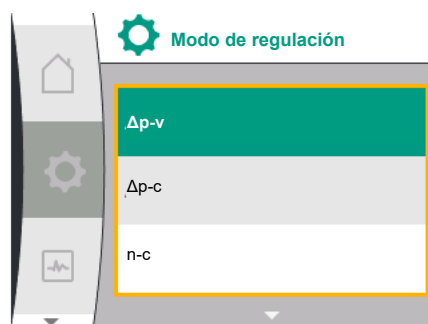 Modo de regulación
Δp-v
Δp-c
n-c